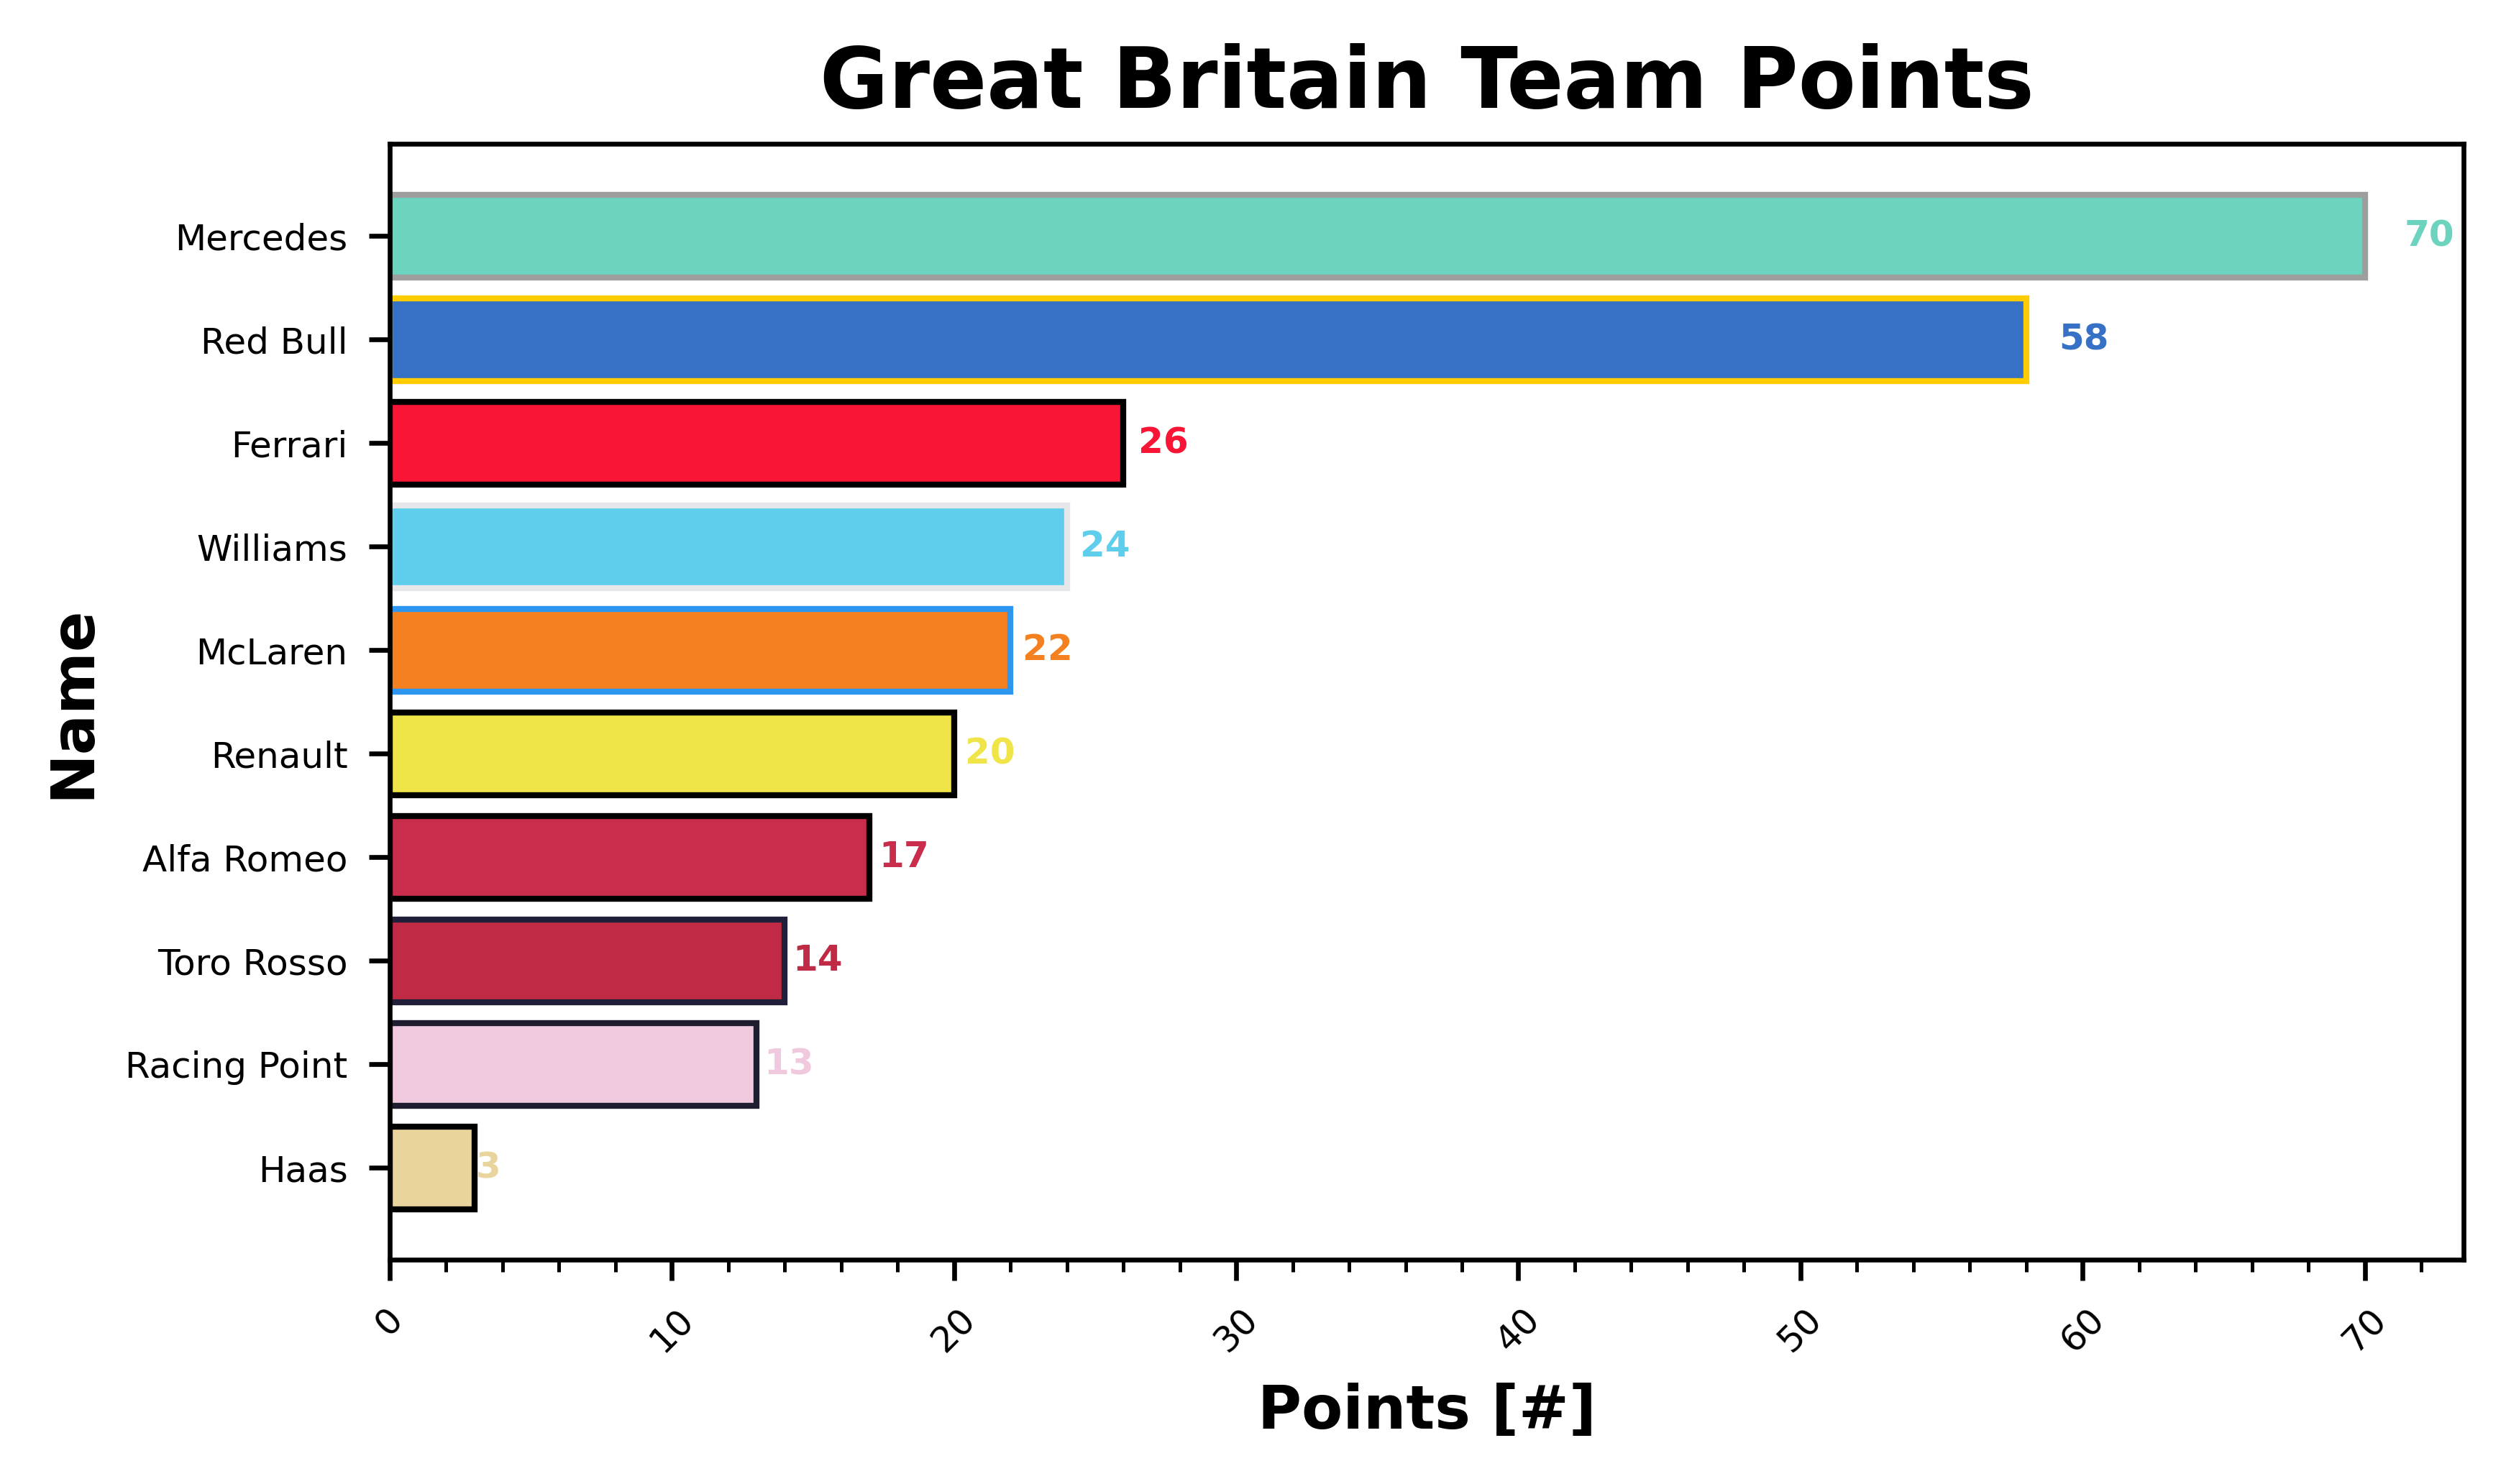 Great Britain Team Points
Name
Mercedes 70
Red Bull 58
Ferrari 26
Williams 24
McLaren 22
Renault 20
Alfa Romeo 17
Toro Rosso 14
Racing Point 13
Haas 3
0 10 20 30 40 50 60 70
Points [#]